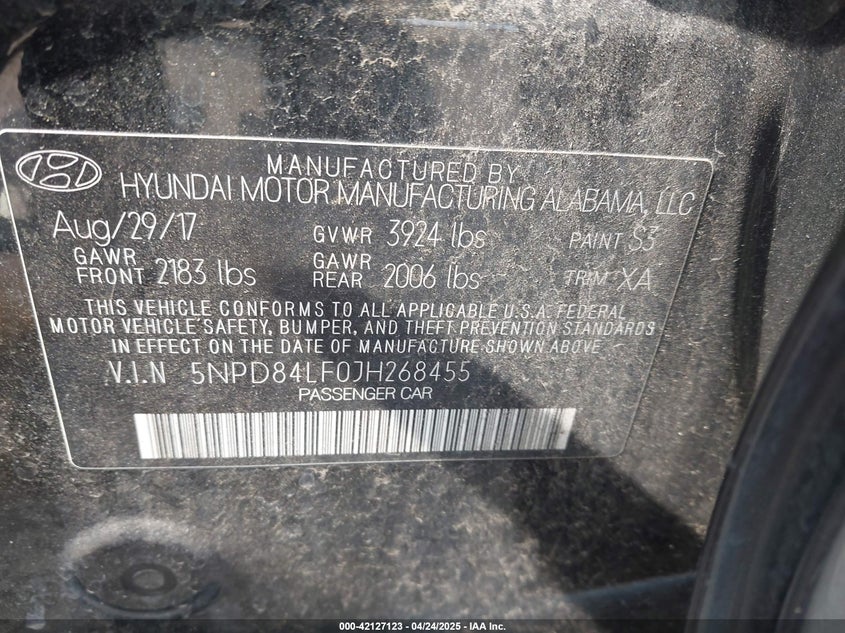 MANUFACTURED BY
HYUNDAI MOTOR MANUFACTURING ALABAMA, LLC
Aug/29/17 GVWR 3924 lbs PAINT S3
GAWR FRONT 2183 lbs GAWR REAR 2006 lbs TRIM XA
THIS VEHICLE CONFORMS TO ALL APPLICABLE U.S.A. FEDERAL
MOTOR VEHICLE SAFETY, BUMPER, AND THEFT PREVENTION STANDARDS
IN EFFECT ON THE DATE OF MANUFACTURE SHOWN ABOVE
V.I.N 5NPD84LF0JH268455
PASSENGER CAR
000-42127123 - 04/24/2025 - IAA Inc.